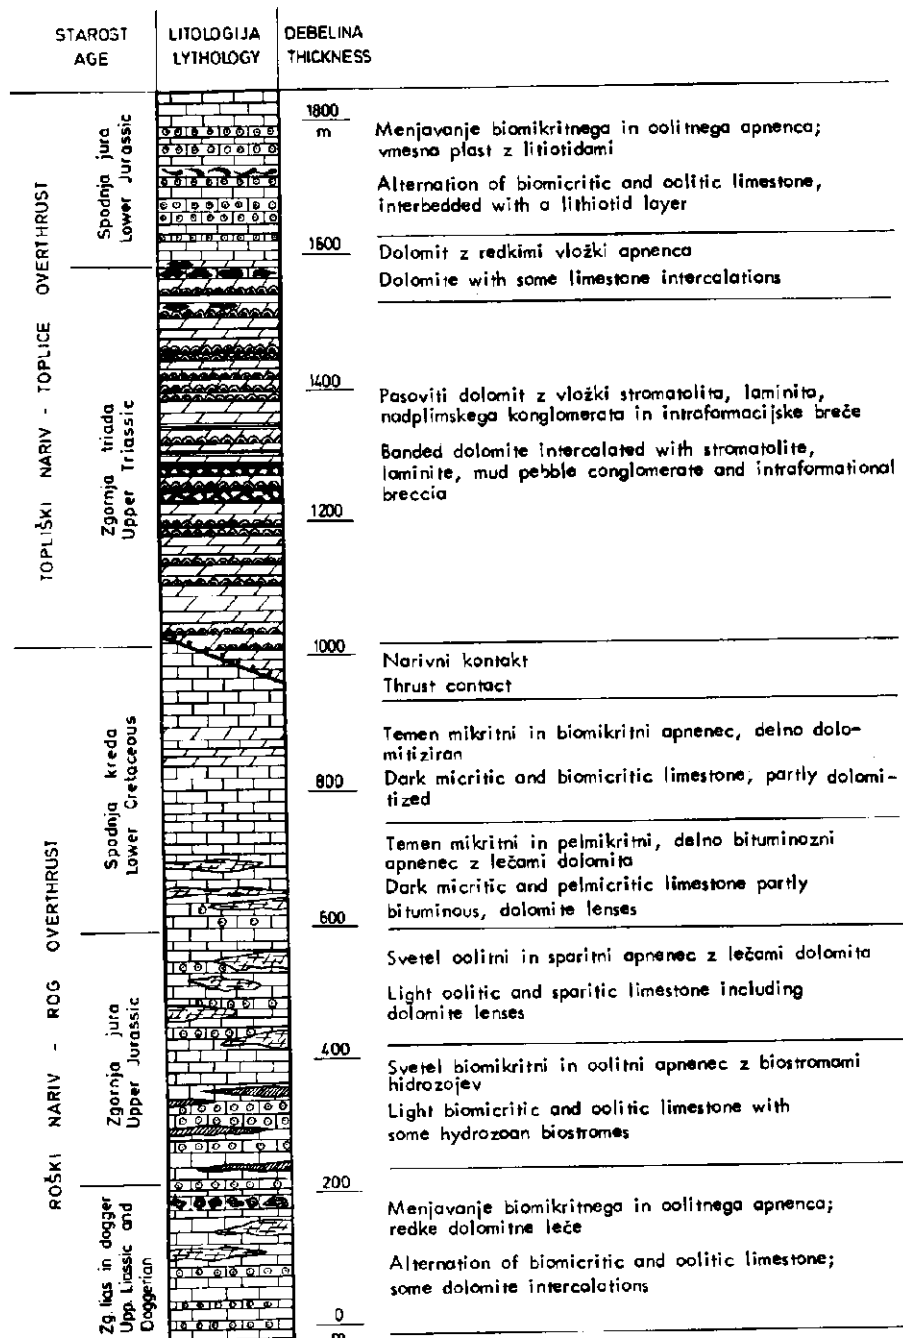 STAROST
AGE
LITOLOGIJA
LYTHOLOGY
DEBELINA
THICKNESS
TOPLIŠKI NARIV - TOPLICE OVERTHRUST
Spodnja jura
Lower Jurassic
1800
m
Menjavanje biomikritnega in oolitnega apnenca;
vmesna plast z litiotidami
Alternation of biomicritic and oolitic limestone,
interbedded with a lithiotid layer
1600
Dolomit z redkimi vložki apnenca
Dolomite with some limestone intercalations
Zgornja triada
Upper Triassic
1400
Pasoviti dolomit z vložki stromatolita, laminita,
nadplimskega konglomerata in intraformacijske breče
Banded dolomite intercalated with stromatolite,
laminite, mud pebble conglomerate and intraformational
breccia
1200
1000
Narivni kontakt
Thrust contact
ROŠKI NARIV - ROG OVERTHRUST
Spodnja kreda
Lower Cretaceous
Temen mikritni in biomikritni apnenec, delno dolo-
mitiziran
800
Dark micritic and biomicritic limestone, partly dolomi-
tized
Temen mikritni in pelmikritni, delno bituminozni
apnenec z lečami dolomita
Dark micritic and pelmicritic limestone partly
bituminous, dolomite lenses
600
Zgornja jura
Upper Jurassic
Svetel oolitni in sparitni apnenec z lečami dolomita
Light oolitic and sparitic limestone including
dolomite lenses
400
Svetel biomikritni in oolitni apnenec z biostromami
hidrozojev
Light biomicritic and oolitic limestone with
some hydrozoan biostromes
200
Zg. lias in dogger
Upp. Liassic and
Doggerian
Menjavanje biomikritnega in oolitnega apnenca;
redke dolomitne leče
Alternation of biomicritic and oolitic limestone;
some dolomite intercalations
0
m